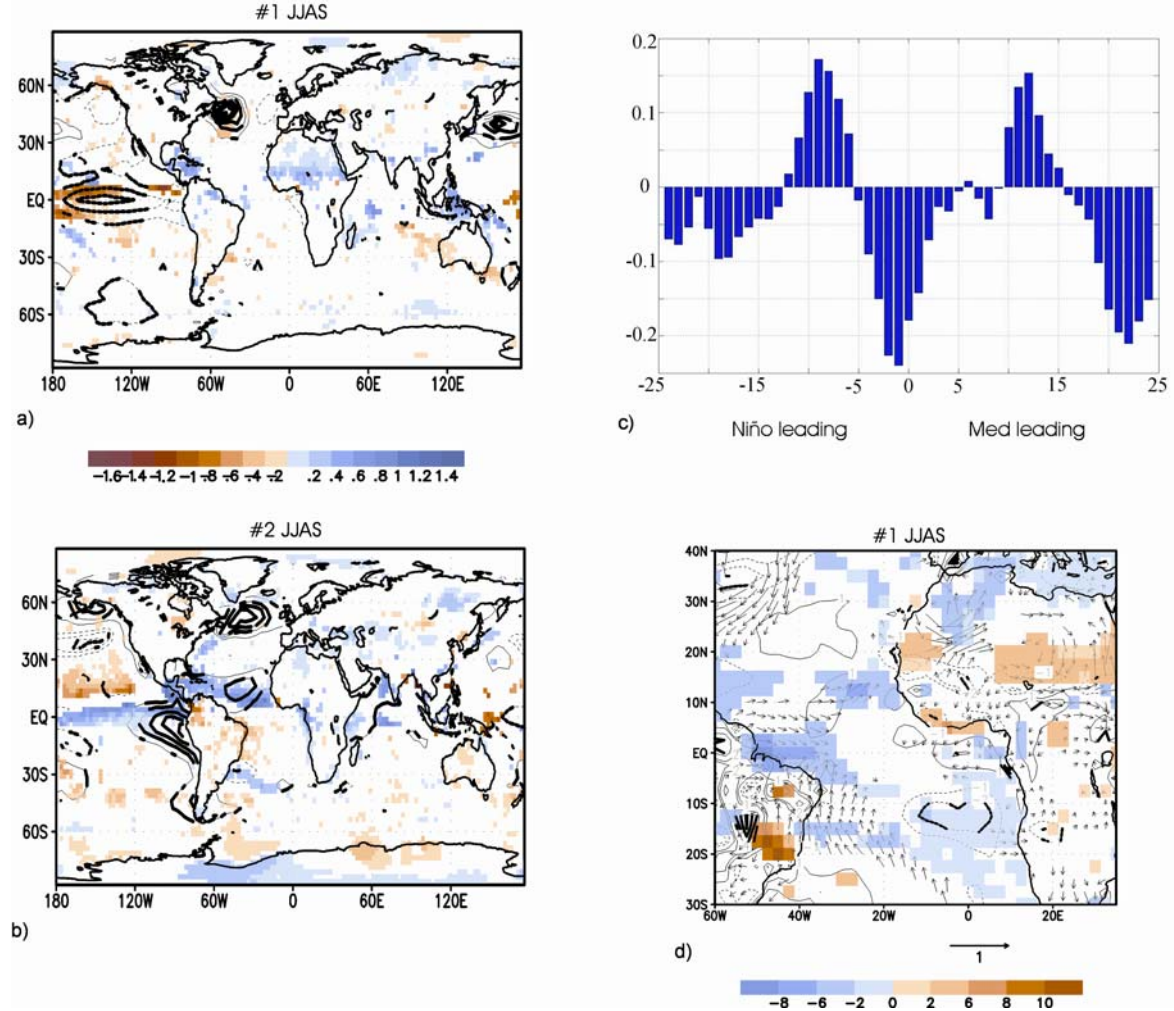 #1 JJAS
60N
30N
EQ
30S
60S
180 120W 60W 0 60E 120E
a)
-1.6 -1.4 -1.2 -1 -.8 -.6 -.4 -.2 .2 .4 .6 .8 1 1.2 1.4
0.2
0.1
0
-0.1
-0.2
-25 -15 -5 0 5 15 25
c) Niño leading Med leading
#2 JJAS
60N
30N
EQ
30S
60S
180 120W 60W 0 60E 120E
b)
#1 JJAS
40N
30N
20N
10N
EQ
10S
20S
30S
60W 40W 20W 0 20E
d)
1
-8 -6 -2 0 2 6 8 10